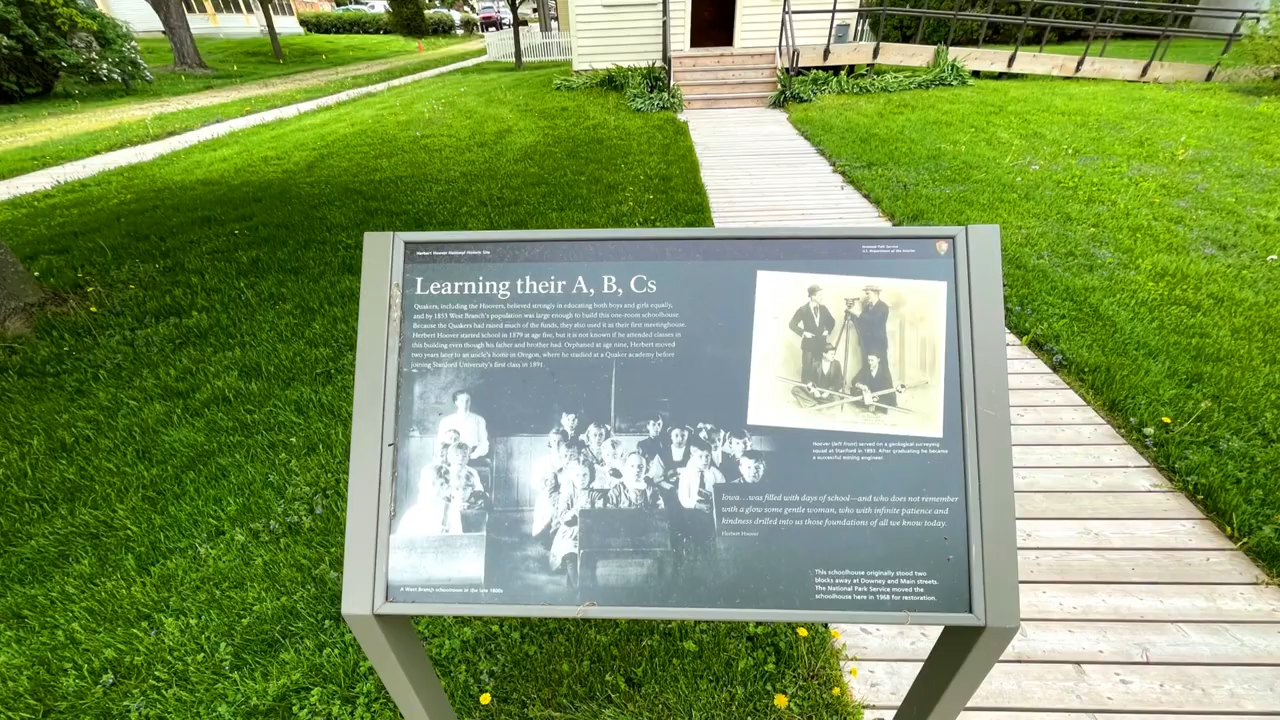 Herbert Hoover National Historic Site
National Park Service
U.S. Department of the Interior
Learning their A, B, Cs
Quakers, including the Hoovers, believed strongly in educating both boys and girls equally,
and by 1853 West Branch's population was large enough to build this one-room schoolhouse.
Because the Quakers had raised much of the funds, they also used it as their first meetinghouse.
Herbert Hoover started school in 1879 at age five, but it is not known if he attended classes in
this building even though his father and brother had. Orphaned at age nine, Herbert moved
two years later to an uncle's home in Oregon, where he studied at a Quaker academy before
joining Stanford University's first class in 1891.
Hoover (left front) served on a geological surveying
squad at Stanford in 1893. After graduating he became
a successful mining engineer.
Iowa...was filled with days of school—and who does not remember
with a glow some gentle woman, who with infinite patience and
kindness drilled into us those foundations of all we know today.
Herbert Hoover
This schoolhouse originally stood two
blocks away at Downey and Main streets.
The National Park Service moved the
schoolhouse here in 1968 for restoration.
A West Branch schoolroom in the late 1800s